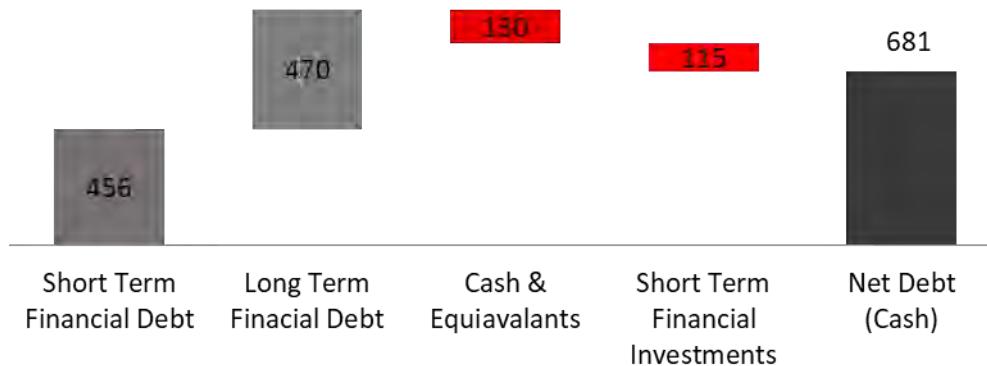 130
681
470
115
456
Short Term
Financial Debt
Long Term
Finacial Debt
Cash &
Equiavalants
Short Term
Financial
Investments
Net Debt
(Cash)